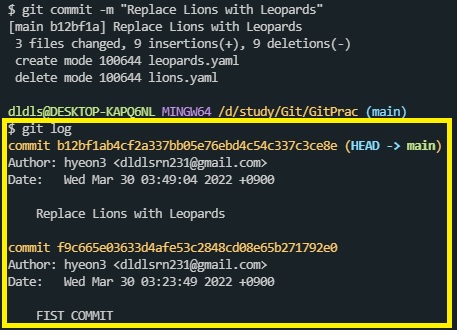 $ git commit -m "Replace Lions with Leopards"
[main b12bf1a] Replace Lions with Leopards
3 files changed, 9 insertions(+), 9 deletions(-)
create mode 100644 leopards.yaml
delete mode 100644 lions.yaml
dldls@DESKTOP-KAPQ6NL MINGW64 /d/study/Git/GitPrac (main)
$ git log
commit b12bf1ab4cf2a337bb05e76ebd4c54c337c3ce8e (HEAD -> main)
Author: hyeon3 <dldlsrn231@gmail.com>
Date:   Wed Mar 30 03:49:04 2022 +0900
Replace Lions with Leopards
commit f9c665e03633d4afe53c2848cd08e65b271792e0
Author: hyeon3 <dldlsrn231@gmail.com>
Date:   Wed Mar 30 03:23:49 2022 +0900
FIST COMMIT